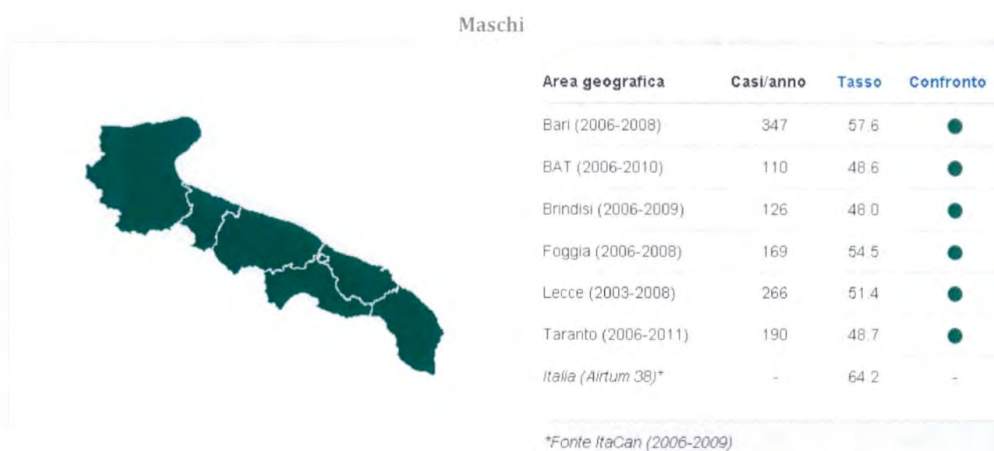 Maschi
Area geografica Casi/anno Tasso Confronto
Bari (2006-2008) 347 57.6
BAT (2006-2010) 110 48.6
Brindisi (2006-2009) 126 48.0
Foggia (2006-2008) 169 54.5
Lecce (2003-2008) 266 51.4
Taranto (2006-2011) 190 48.7
Italia (Airtum 38)* - 64.2 -
*Fonte ItaCan (2006-2009)